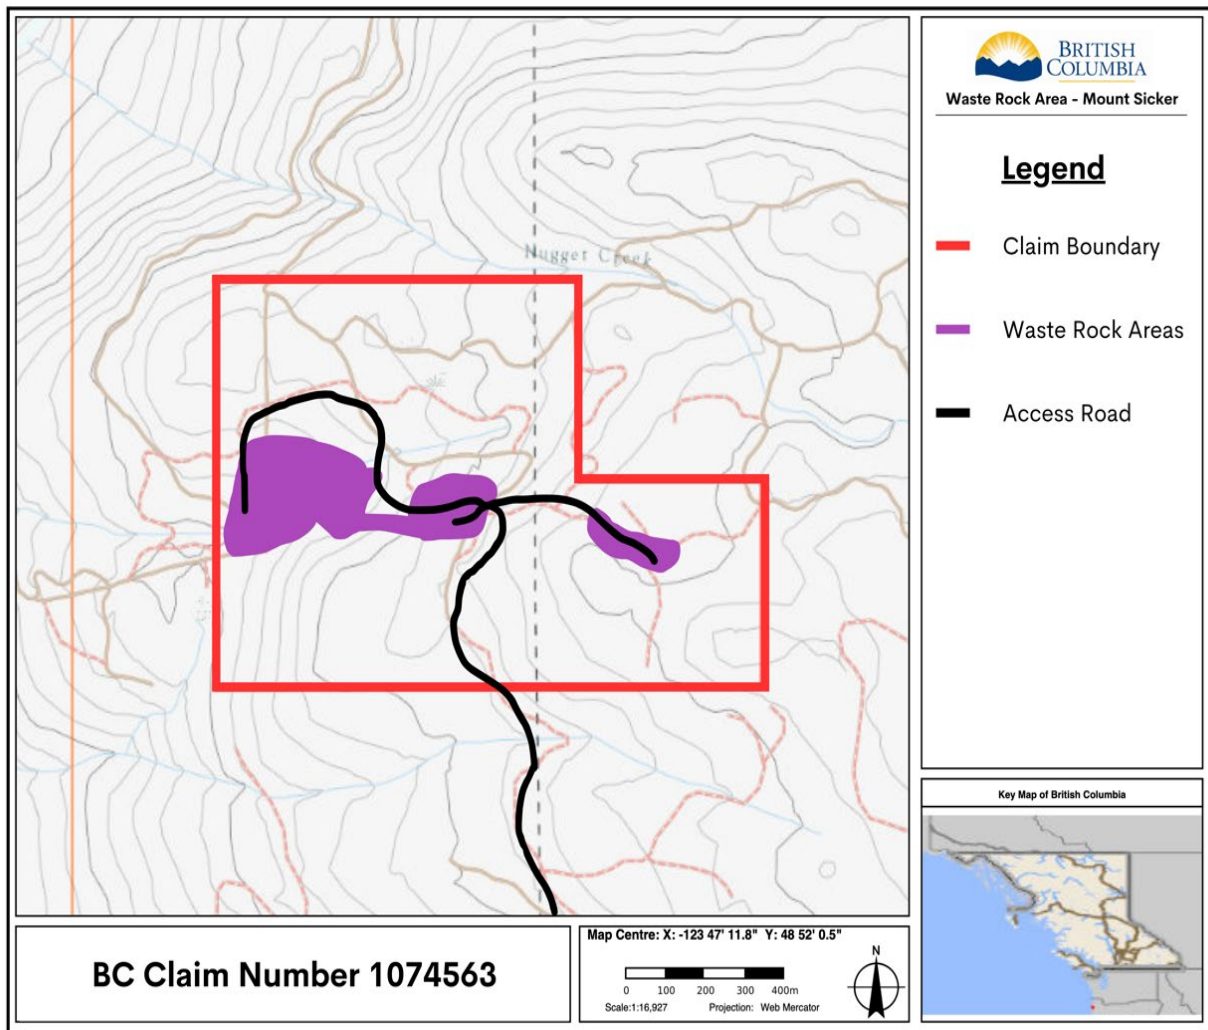 Nugget Creek
BRITISH
COLUMBIA
Waste Rock Area - Mount Sicker
Legend
Claim Boundary
Waste Rock Areas
Access Road
Key Map of British Columbia
BC Claim Number 1074563
Map Centre: X: -123 47' 11.8" Y: 48 52' 0.5"
0 100 200 300 400m
Scale:1:16,927 Projection: Web Mercator
N